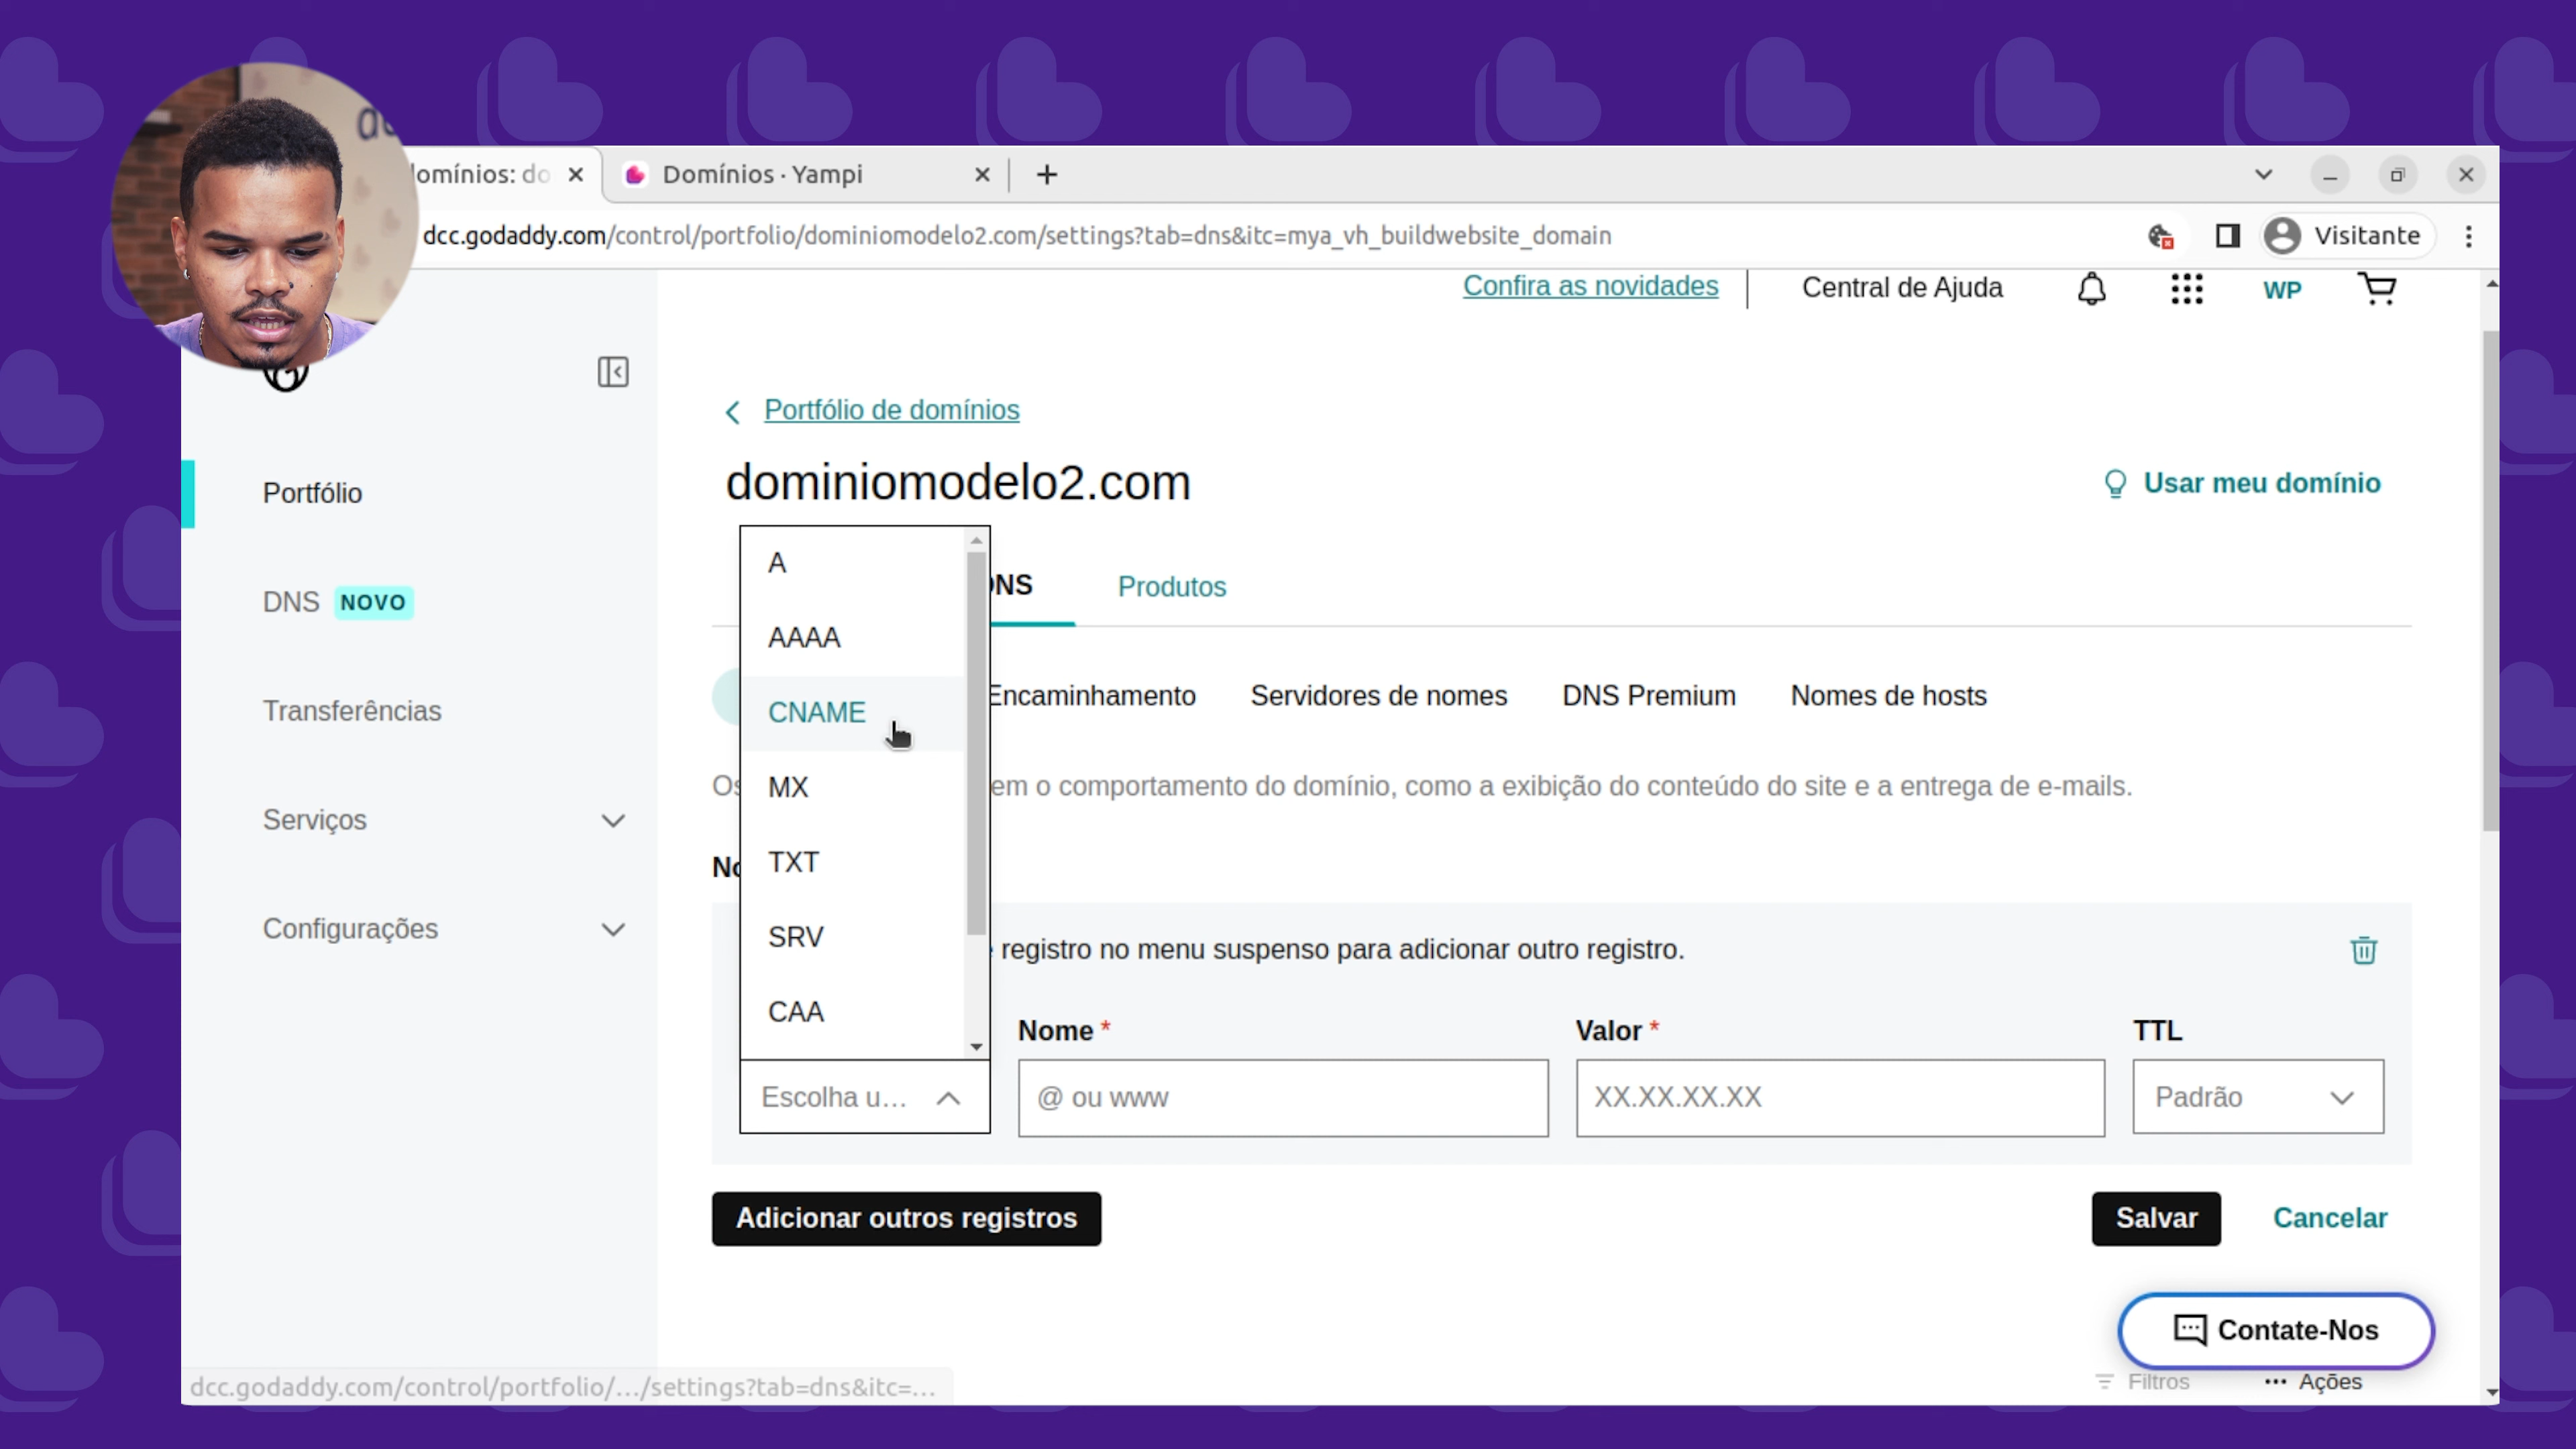 omínios: do
Domínios · Yampi
dcc.godaddy.com/control/portfolio/dominiomodelo2.com/settings?tab=dns&itc=mya_vh_buildwebsite_domain
Visitante
Confira as novidades
Central de Ajuda
WP
Portfólio de domínios
dominiomodelo2.com
Usar meu domínio
Portfólio
DNS NOVO
Transferências
Serviços
Configurações
NS
Produtos
Encaminhamento
Servidores de nomes
DNS Premium
Nomes de hosts
A
AAAA
CNAME
MX
TXT
SRV
CAA
Os
em o comportamento do domínio, como a exibição do conteúdo do site e a entrega de e-mails.
registro no menu suspenso para adicionar outro registro.
Nome *
Valor *
TTL
Escolha u...
@ ou www
XX.XX.XX.XX
Padrão
Adicionar outros registros
Salvar
Cancelar
Contate-Nos
Filtros
Ações
dcc.godaddy.com/control/portfolio/…/settings?tab=dns&itc=...